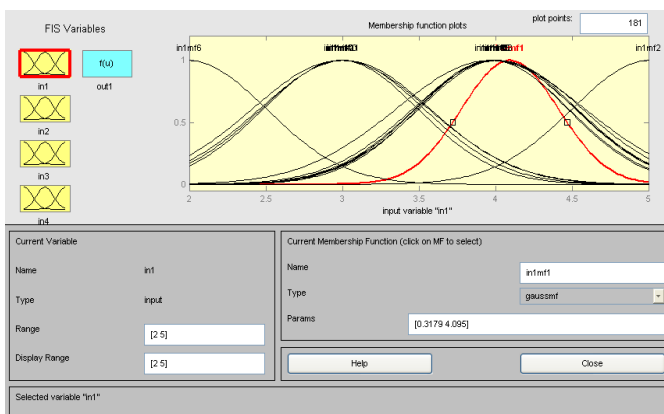 FIS Variables
Membership function plots
plot points:
181
in1
f(u)
out1
in2
in3
in4
in1mf6
in1mf2
1
0.5
0
2
2.5
3
3.5
4
4.5
5
input variable "in1"
Current Variable
Name
in1
Type
input
Range
[2 5]
Display Range
[2 5]
Current Membership Function (click on MF to select)
Name
in1mf1
Type
gaussmf
Params
[0.3179 4.095]
Help
Close
Selected variable "in1"